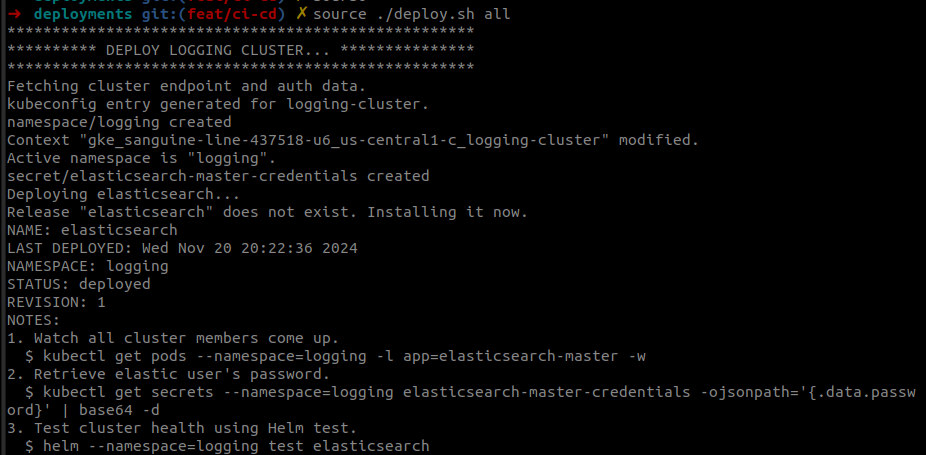 ➜  deployments git:(feat/ci-cd) ✗ source ./deploy.sh all
****************************************************
********** DEPLOY LOGGING CLUSTER... ***************
****************************************************
Fetching cluster endpoint and auth data.
kubeconfig entry generated for logging-cluster.
namespace/logging created
Context "gke_sanguine-line-437518-u6_us-central1-c_logging-cluster" modified.
Active namespace is "logging".
secret/elasticsearch-master-credentials created
Deploying elasticsearch...
Release "elasticsearch" does not exist. Installing it now.
NAME: elasticsearch
LAST DEPLOYED: Wed Nov 20 20:22:36 2024
NAMESPACE: logging
STATUS: deployed
REVISION: 1
NOTES:
1. Watch all cluster members come up.
  $ kubectl get pods --namespace=logging -l app=elasticsearch-master -w
2. Retrieve elastic user's password.
  $ kubectl get secrets --namespace=logging elasticsearch-master-credentials -ojsonpath='{.data.passw
ord}' | base64 -d
3. Test cluster health using Helm test.
  $ helm --namespace=logging test elasticsearch